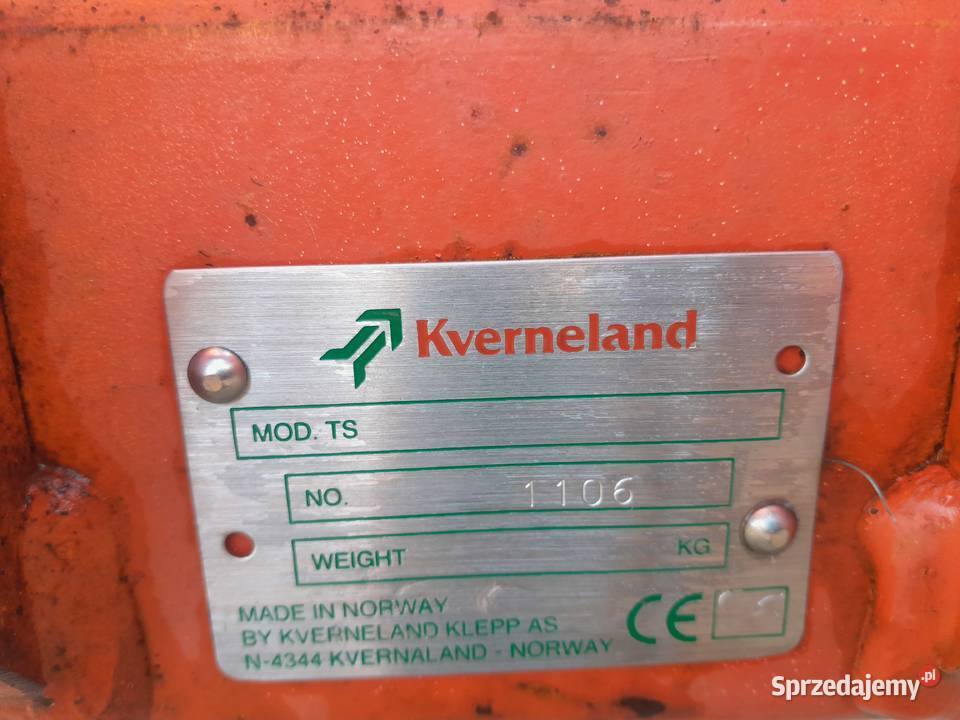 Kverneland
MOD. TS
NO. 1106
WEIGHT KG
MADE IN NORWAY
BY KVERNELAND KLEPP AS
N-4344 KVERNALAND - NORWAY
CE
Sprzedajemy.pl